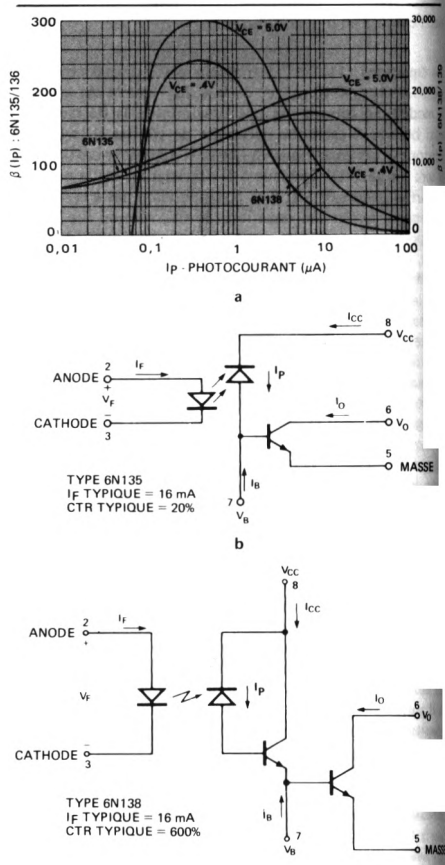 β (Ip) : 6N135/136
300
200
100
0
30,000
20,000
10,000
0
VCE = 5.0V
VCE = .4V
VCE = 5.0V
VCE = .4V
6N135
6N138
0,01 0,1 1 10 100
Ip - PHOTOCOURANT (µA)
a
ICC
8
VCC
ANODE
2
+
IF
VF
IP
CATHODE
–
3
IO
6
VO
5
MASSE
IB
7
VB
TYPE 6N135
IF TYPIQUE = 16 mA
CTR TYPIQUE = 20%
b
VCC
8
ICC
ANODE
2
+
IF
VF
IP
CATHODE
–
3
IO
6
VO
5
MASSE
IB
7
VB
TYPE 6N138
IF TYPIQUE = 16 mA
CTR TYPIQUE = 600%